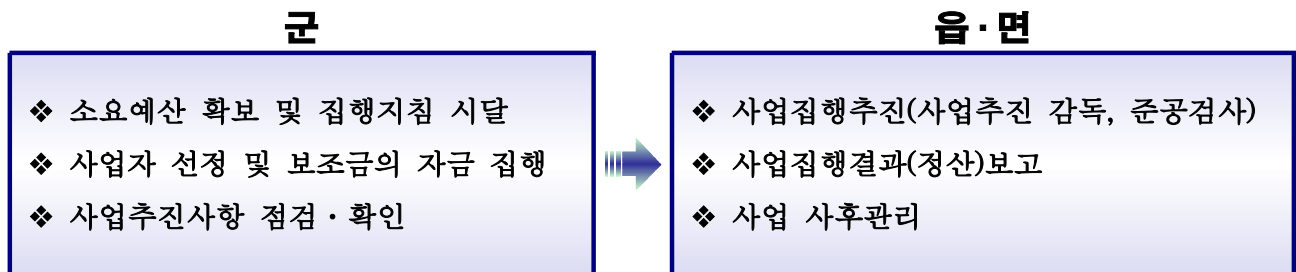 군
❖ 소요예산 확보 및 집행지침 시달
❖ 사업자 선정 및 보조금의 자금 집행
❖ 사업추진사항 점검·확인
읍·면
❖ 사업집행추진(사업추진 감독, 준공검사)
❖ 사업집행결과(정산)보고
❖ 사업 사후관리